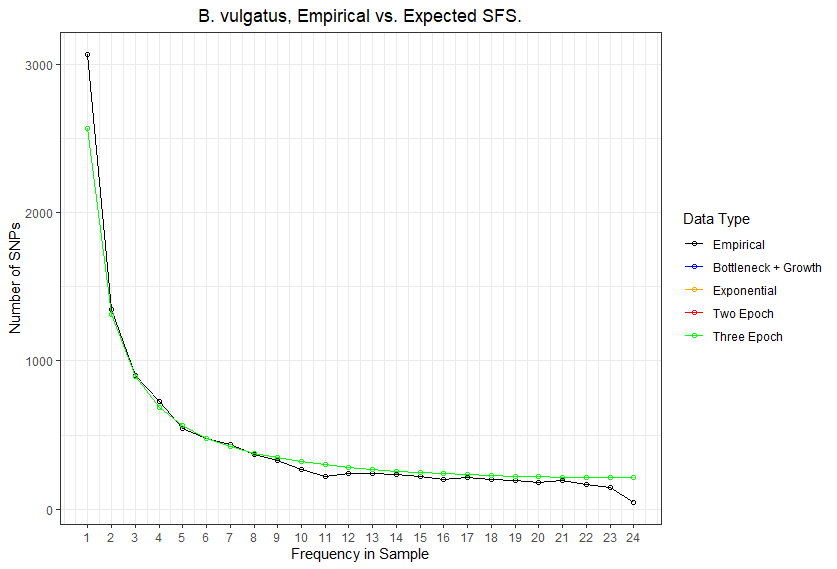 B. vulgatus, Empirical vs. Expected SFS.
3000
2000
1000
0
Number of SNPs
1 2 3 4 5 6 7 8 9 10 11 12 13 14 15 16 17 18 19 20 21 22 23 24
Frequency in Sample
Data Type
Empirical
Bottleneck + Growth
Exponential
Two Epoch
Three Epoch